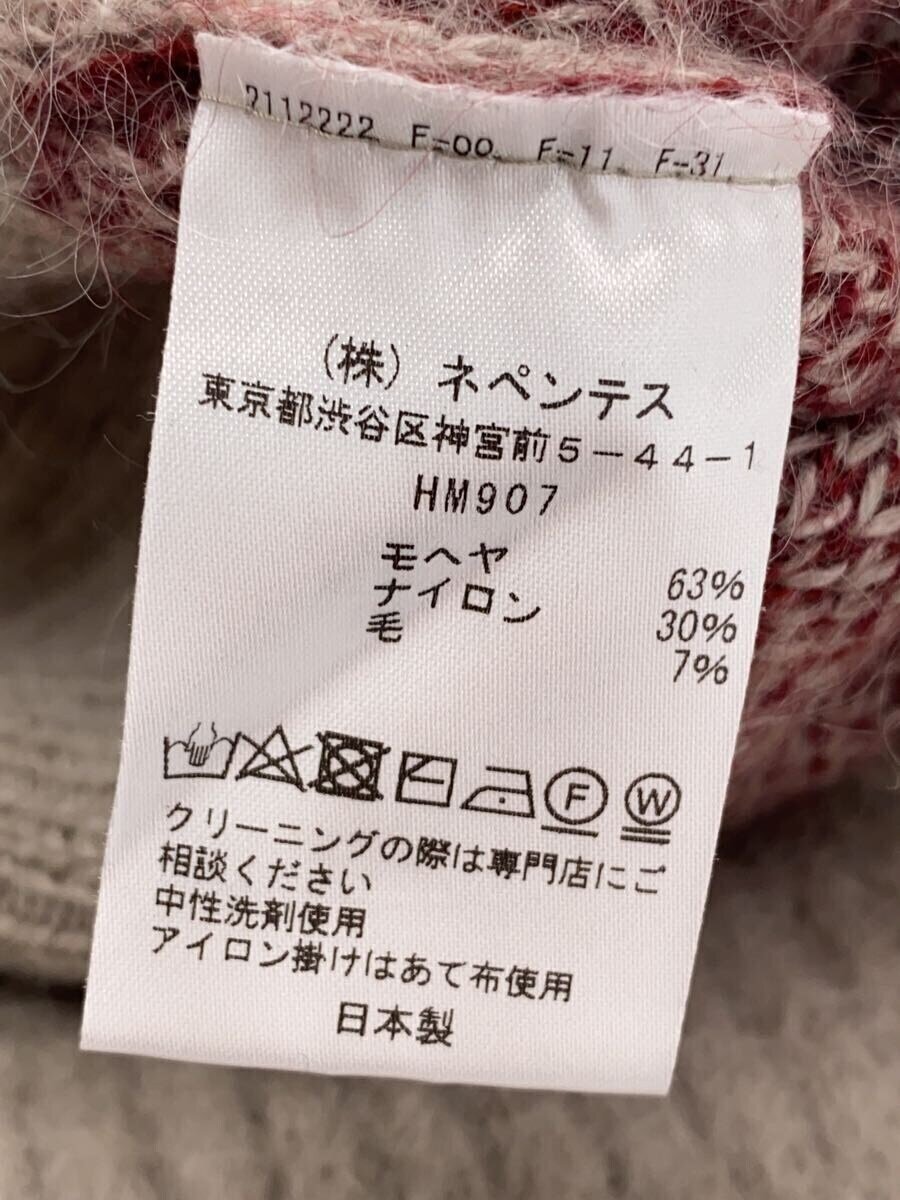 2112222 F-00 F-11 F-31
(株) ネペンテス
東京都渋谷区神宮前5-44-1
HM907
モヘヤ 63%
ナイロン 30%
毛 7%
F W
クリーニングの際は専門店にご
相談ください
中性洗剤使用
アイロン掛けはあて布使用
日本製